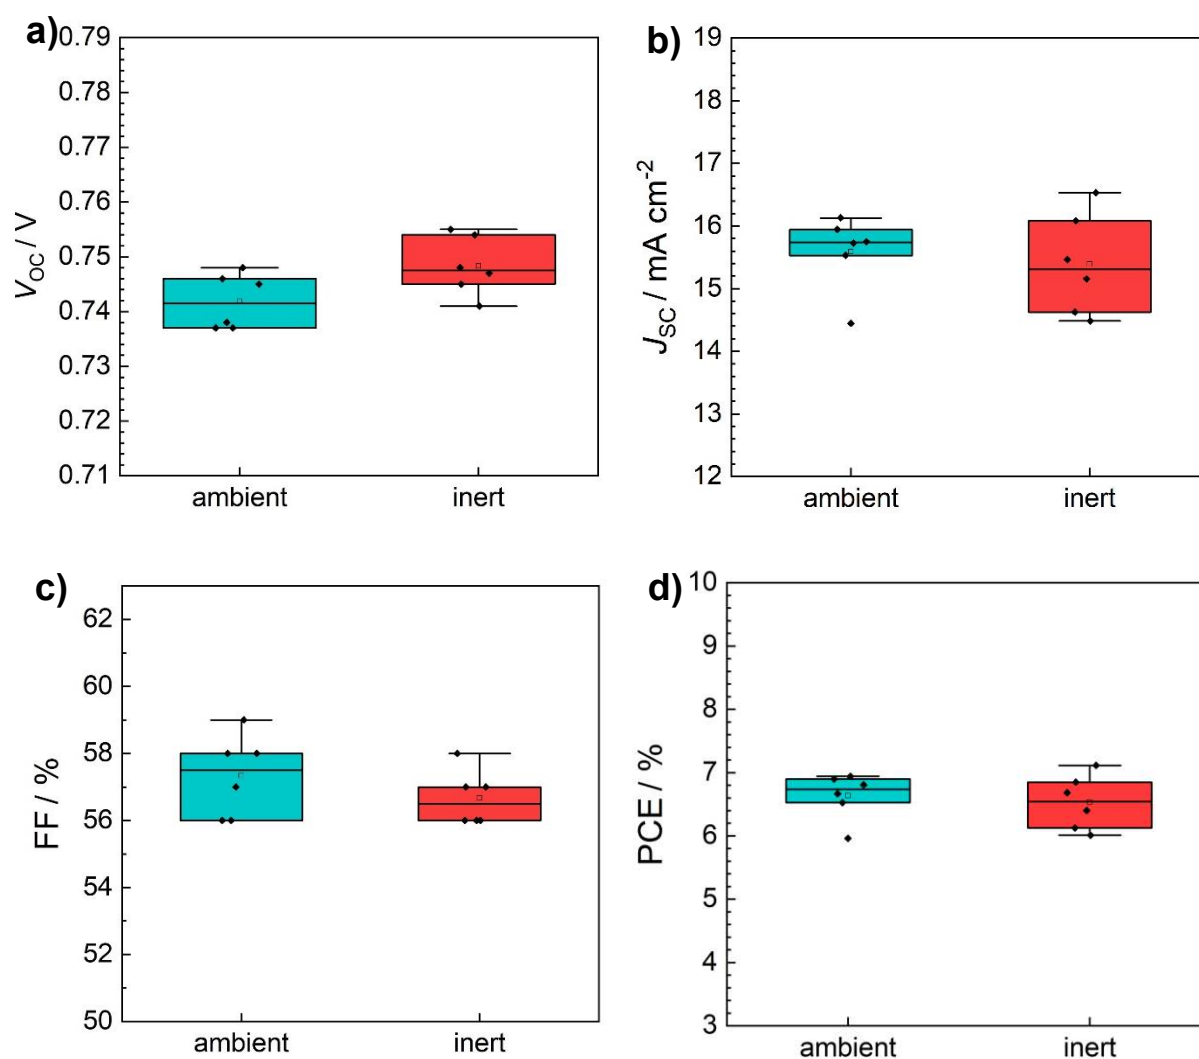 a)
0.79
0.78
0.77
0.76
0.75
0.74
0.73
0.72
0.71
VOC / V
ambient inert
b)
19
18
17
16
15
14
13
12
JSC / mA cm-2
ambient inert
c)
62
60
58
56
54
52
50
FF / %
ambient inert
d)
10
9
8
7
6
5
4
3
PCE / %
ambient inert